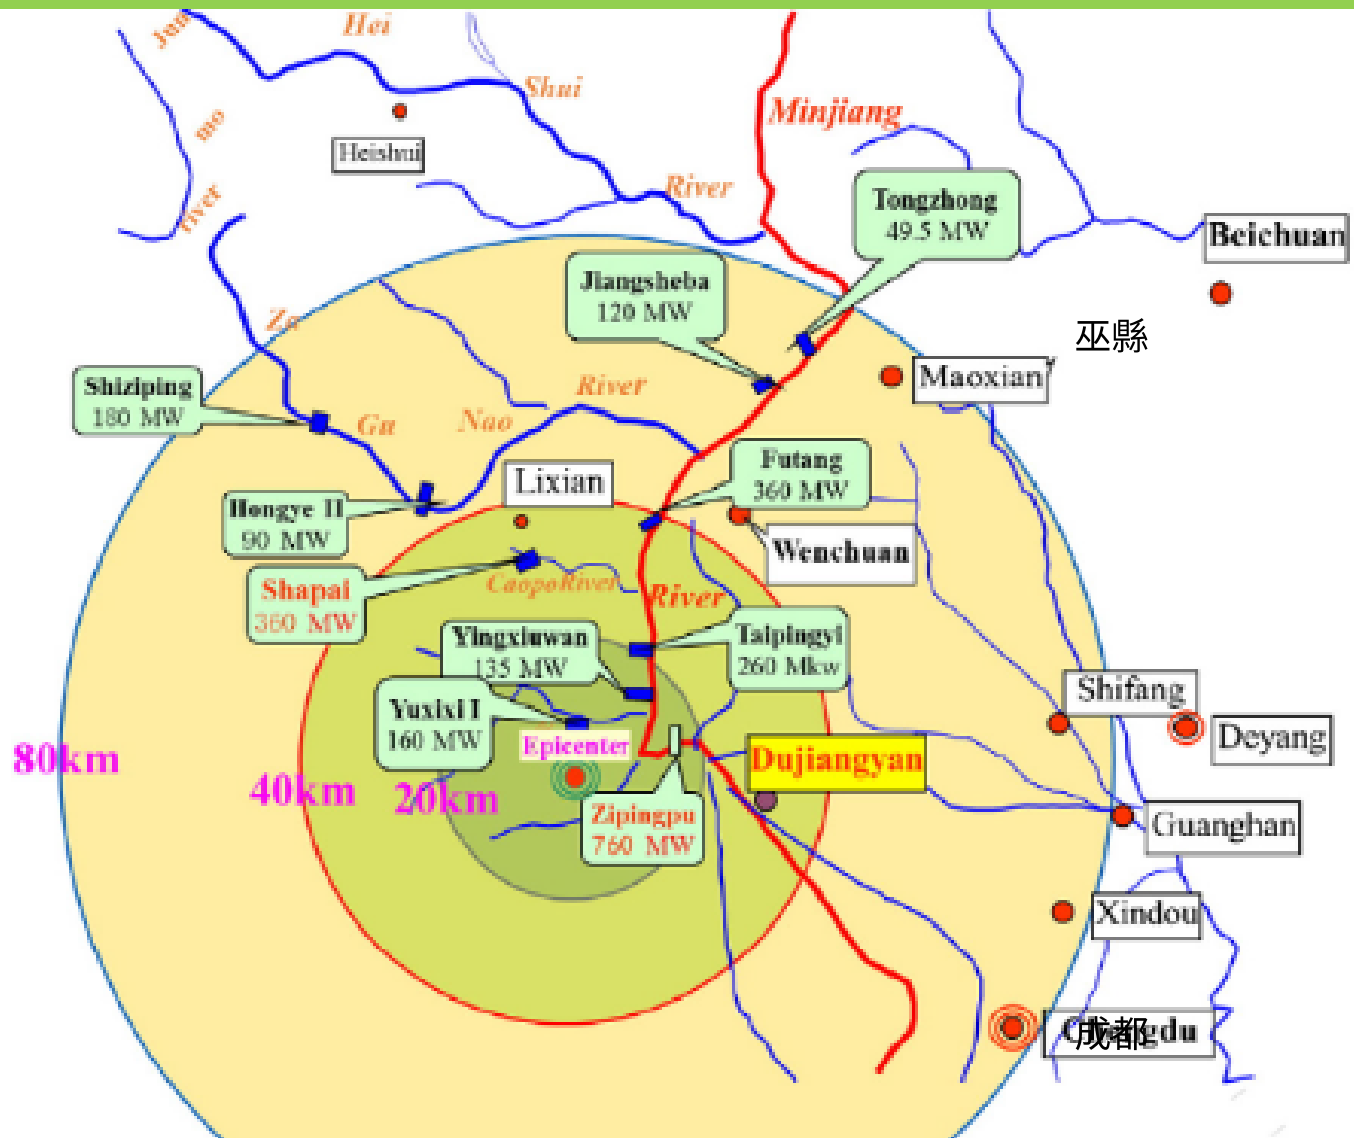 Jun
Hei
Shui
Minjiang
mo
Heishui
River
river
Tongzhong
49.5 MW
Beichuan
Jiangsheba
120 MW
巫縣
Zo
Maoxian
Shiziping
180 MW
River
Gu
Nao
Futang
360 MW
Lixian
Hongye II
90 MW
Wenchuan
Shapai
360 MW
CaopoRiver
River
Yingxiuwan
135 MW
Taipingyi
260 Mkw
Shifang
Yuxixi I
160 MW
Epicenter
Deyang
80km
40km
20km
Dujiangyan
Zipingpu
760 MW
Guanghan
Xindou
Chengdu
成都